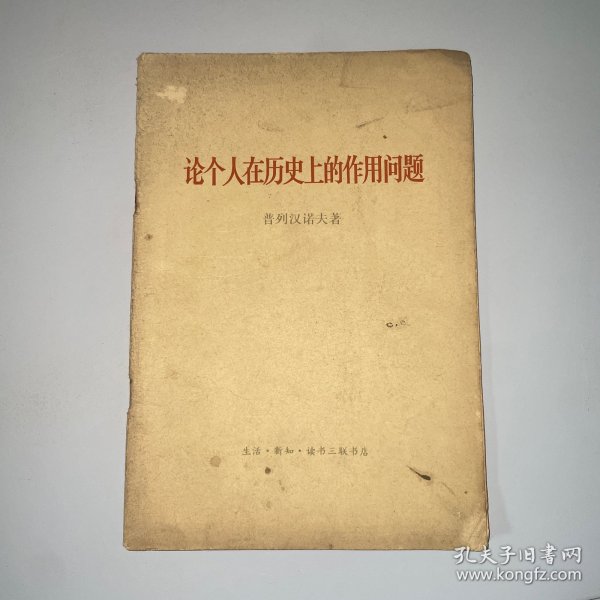 论个人在历史上的作用问题
普列汉诺夫著
生活·新知·读书三联书店
孔夫子旧书网
www.kongfz.com